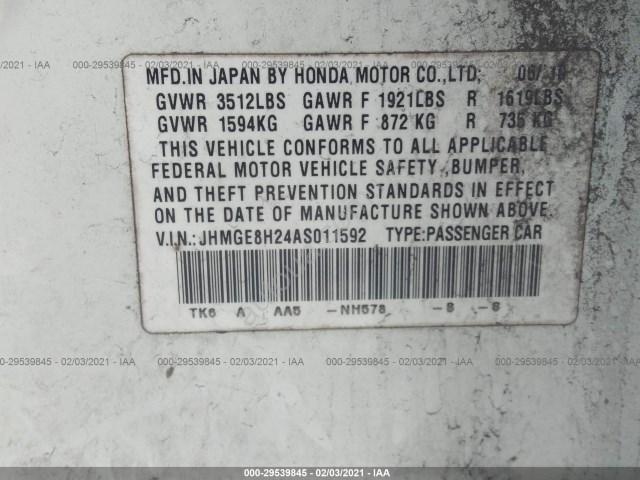 000-29539845 - 02/03/2021 - IAA
MFD.IN JAPAN BY HONDA MOTOR CO.,LTD; 06/10
GVWR 3512LBS GAWR F 1921LBS R 1619LBS
GVWR 1594KG GAWR F 872 KG R 735 KG
THIS VEHICLE CONFORMS TO ALL APPLICABLE
FEDERAL MOTOR VEHICLE SAFETY.,BUMPER,
AND THEFT PREVENTION STANDARDS IN EFFECT
ON THE DATE OF MANUFACTURE SHOWN ABOVE.
V.I.N.: JHMGE8H24AS011592 TYPE:PASSENGER CAR
TK6 A AA5 -NH578 -B -B
000-29539845 - 02/03/2021 - IAA
000-29539845 - 02/03/2021 - IAA